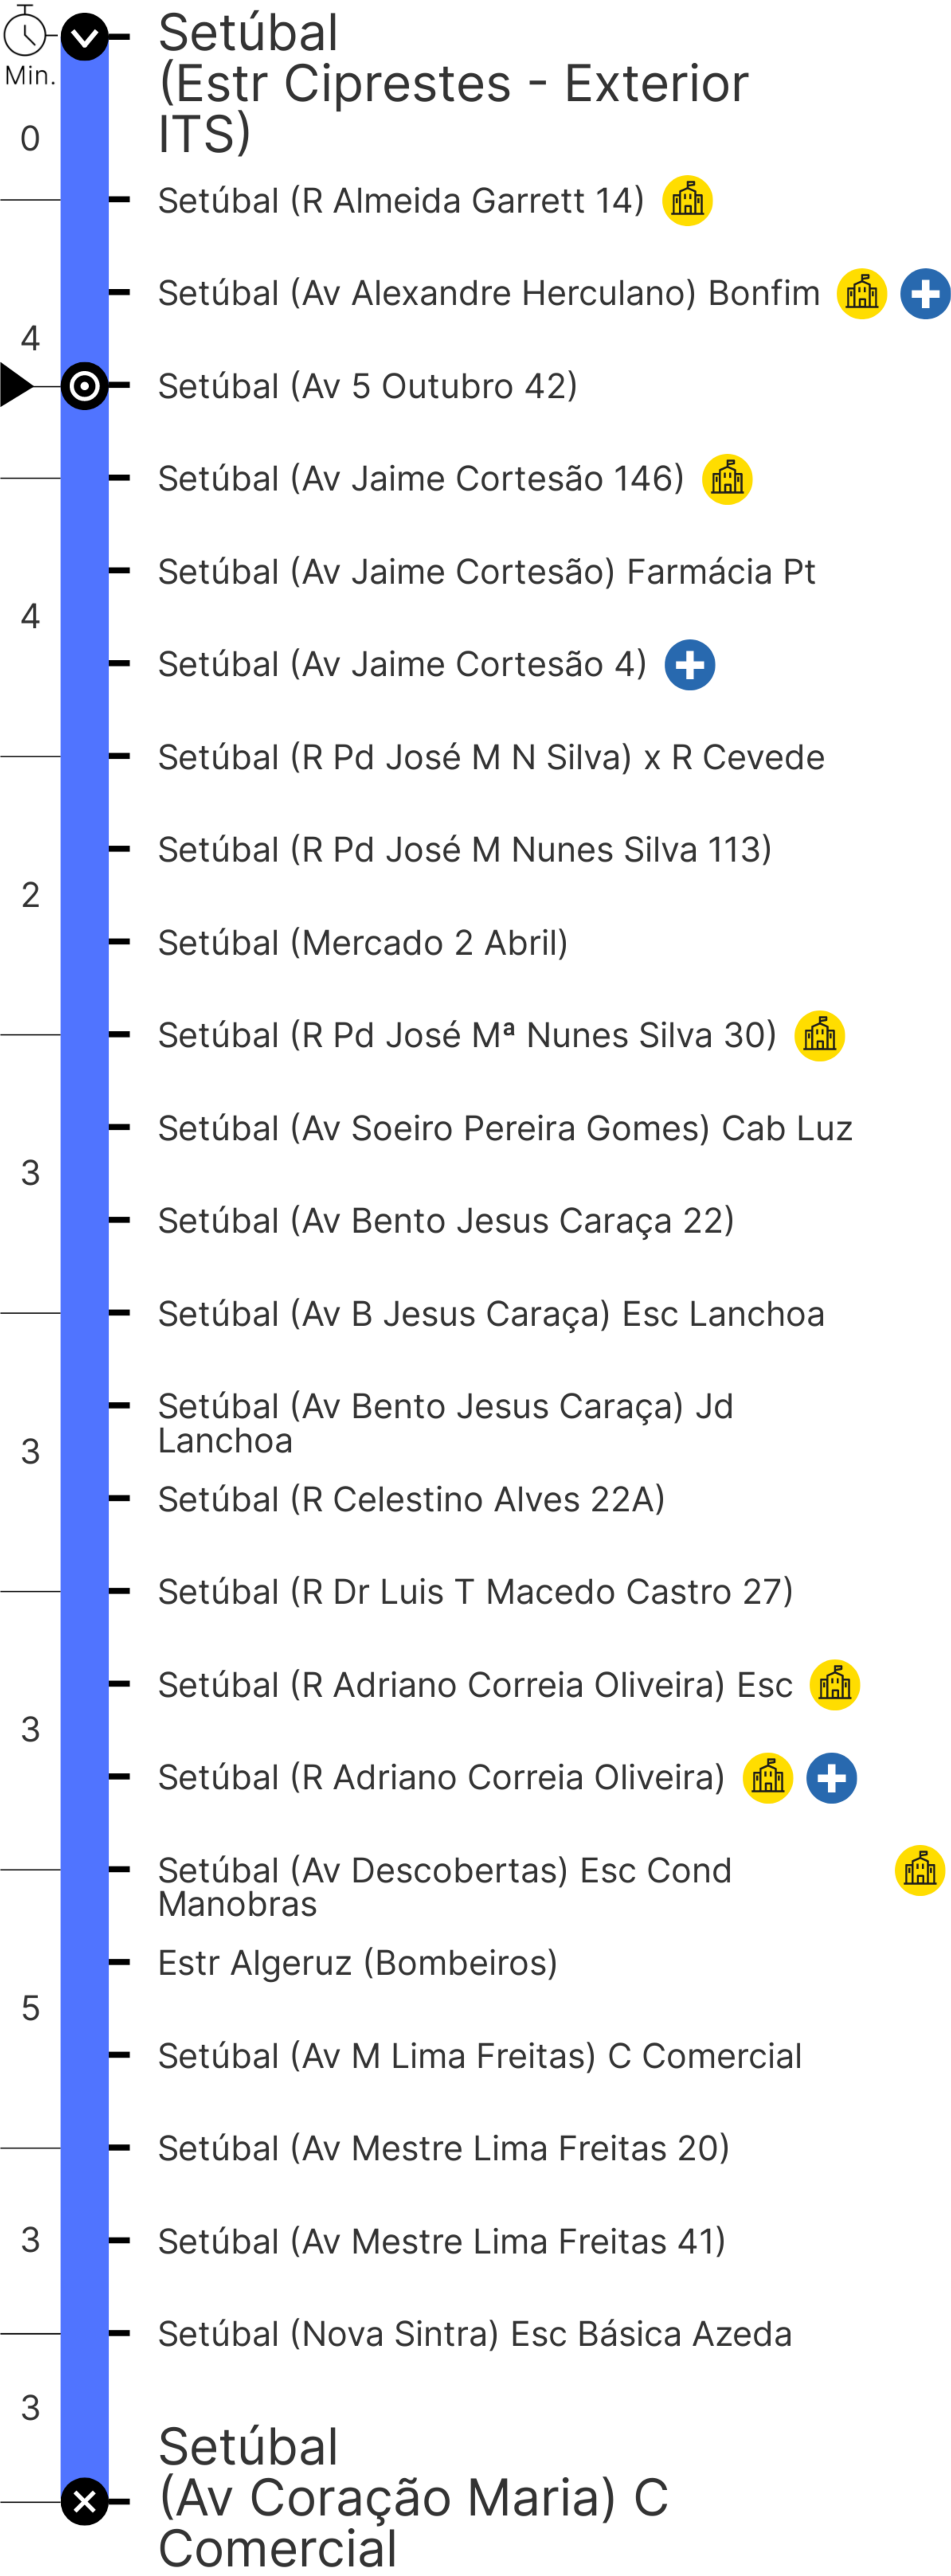 Min.
Setúbal
(Estr Ciprestes - Exterior
ITS)
0
Setúbal (R Almeida Garrett 14)
Setúbal (Av Alexandre Herculano) Bonfim
4
Setúbal (Av 5 Outubro 42)
Setúbal (Av Jaime Cortesão 146)
Setúbal (Av Jaime Cortesão) Farmácia Pt
4
Setúbal (Av Jaime Cortesão 4)
Setúbal (R Pd José M N Silva) x R Cevede
Setúbal (R Pd José M Nunes Silva 113)
2
Setúbal (Mercado 2 Abril)
Setúbal (R Pd José Mª Nunes Silva 30)
Setúbal (Av Soeiro Pereira Gomes) Cab Luz
3
Setúbal (Av Bento Jesus Caraça 22)
Setúbal (Av B Jesus Caraça) Esc Lanchoa
Setúbal (Av Bento Jesus Caraça) Jd
Lanchoa
3
Setúbal (R Celestino Alves 22A)
Setúbal (R Dr Luis T Macedo Castro 27)
Setúbal (R Adriano Correia Oliveira) Esc
3
Setúbal (R Adriano Correia Oliveira)
Setúbal (Av Descobertas) Esc Cond
Manobras
Estr Algeruz (Bombeiros)
5
Setúbal (Av M Lima Freitas) C Comercial
Setúbal (Av Mestre Lima Freitas 20)
3
Setúbal (Av Mestre Lima Freitas 41)
Setúbal (Nova Sintra) Esc Básica Azeda
3
Setúbal
(Av Coração Maria) C
Comercial